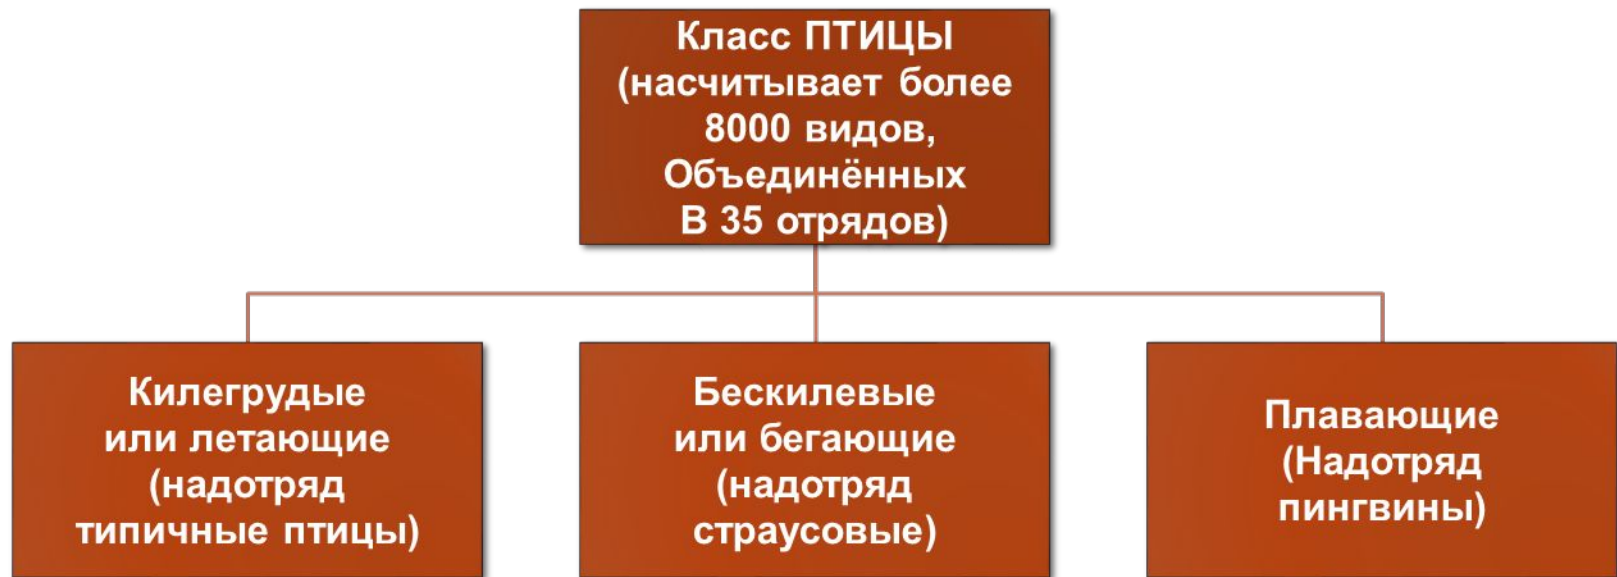 Класс ПТИЦЫ
(насчитывает более
8000 видов,
Объединённых
В 35 отрядов)
Килегрудые
или летающие
(надотряд
типичные птицы)
Бескилевые
или бегающие
(надотряд
страусовые)
Плавающие
(Надотряд
пингвины)